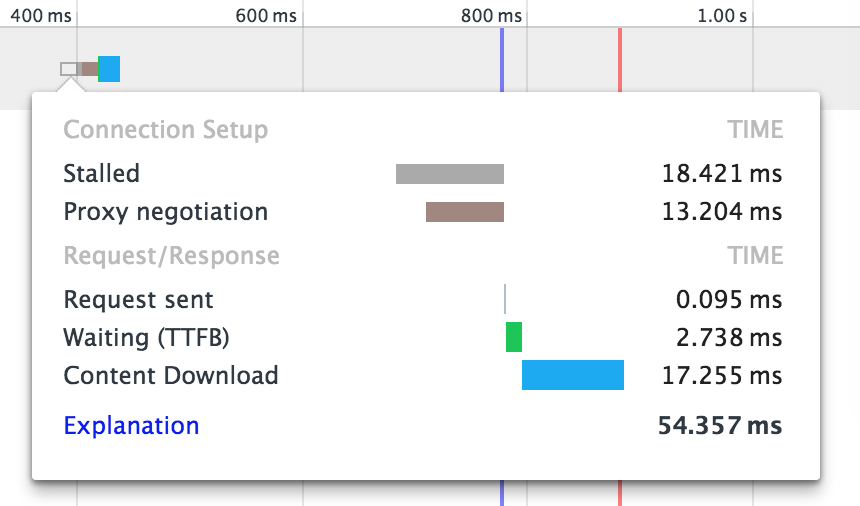 400 ms 600 ms 800 ms 1.00 s
Connection Setup TIME
Stalled 18.421 ms
Proxy negotiation 13.204 ms
Request/Response TIME
Request sent 0.095 ms
Waiting (TTFB) 2.738 ms
Content Download 17.255 ms
Explanation 54.357 ms